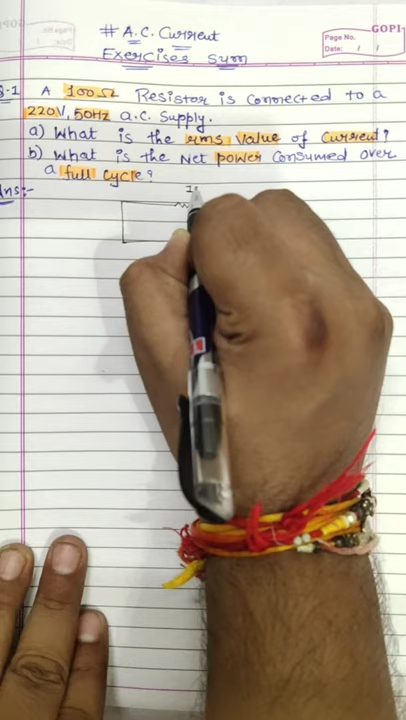 # A.C. Current
Exercises sum
GOPI
Page No.
Date: / /
Q.1 A 100Ω Resistor is connected to a
220V, 50Hz a.c. Supply.
a) What is the rms Value of Current?
b) What is the Net power Consumed over
a full cycle?
Ans:-